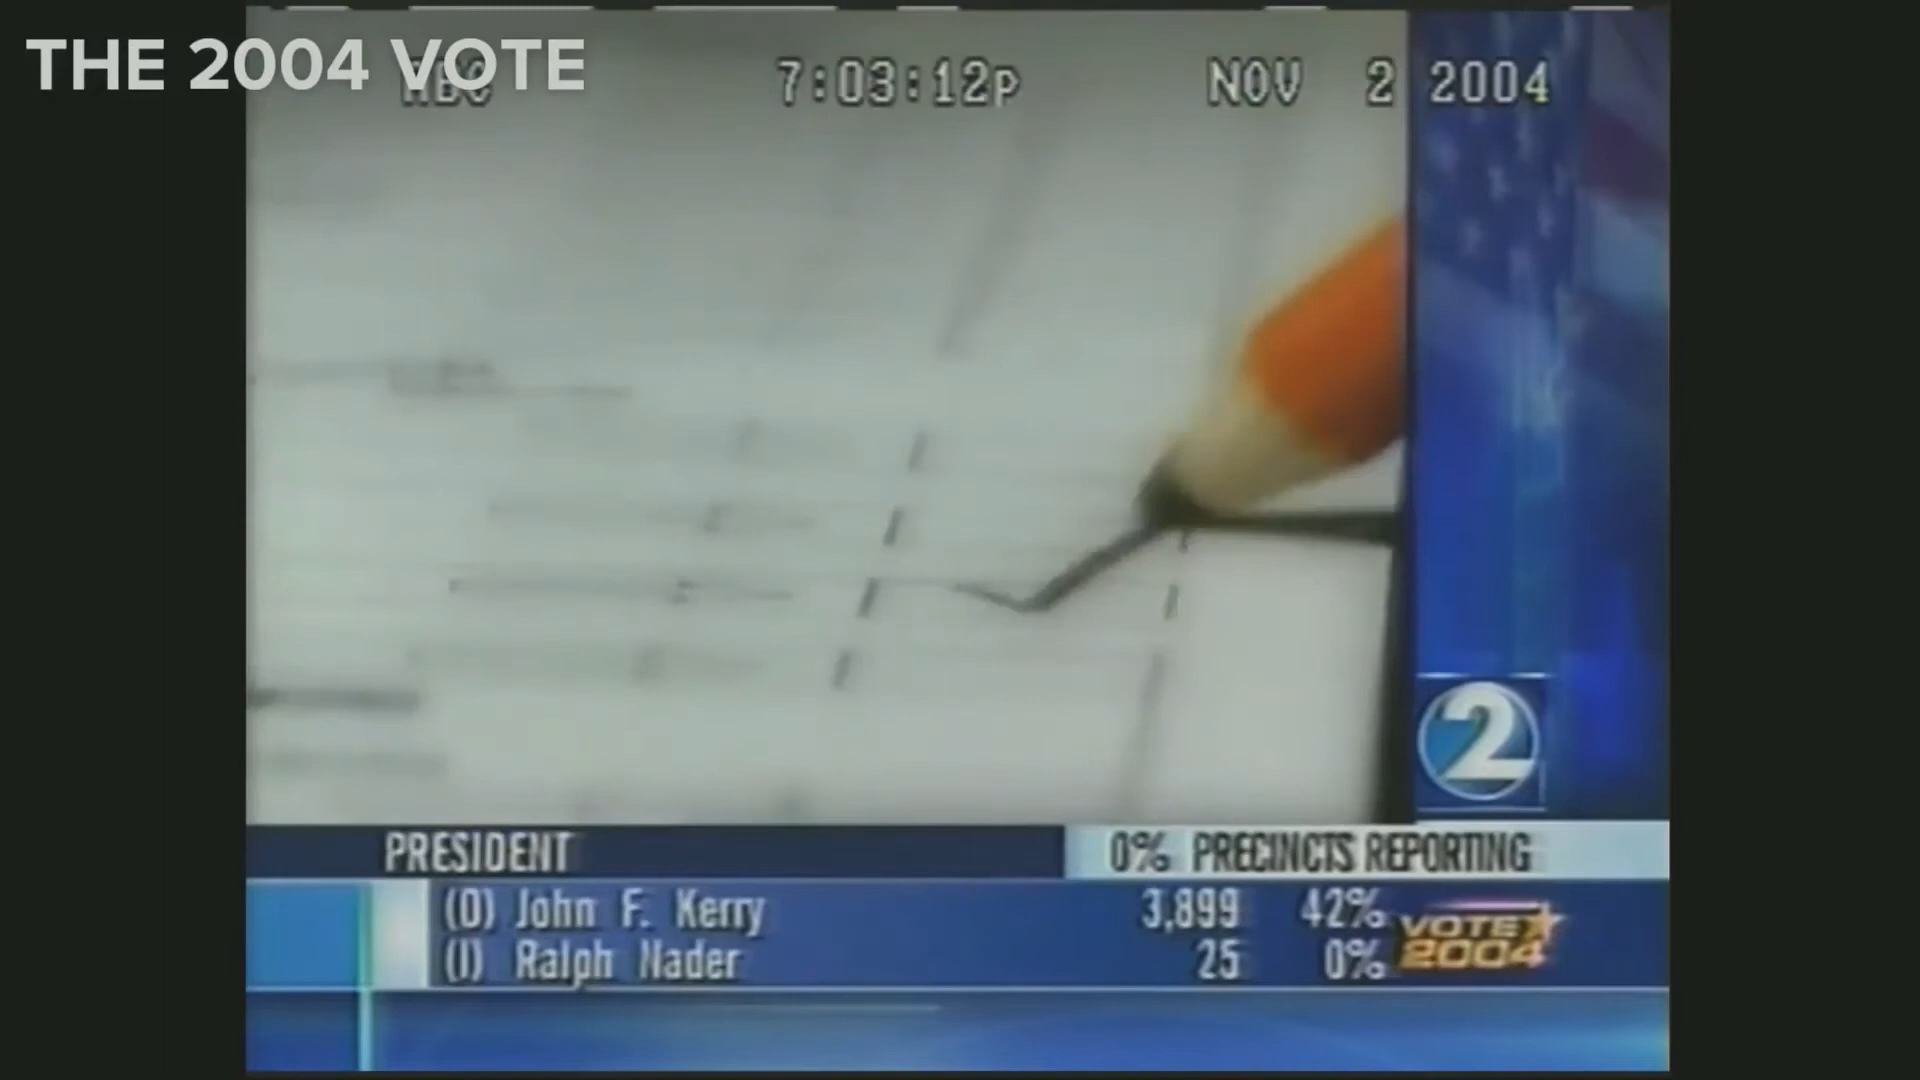 THE 2004 VOTE
ABC 7:03:12p NOV 2 2004
2
PRESIDENT 0% PRECINCTS REPORTING
(D) John F. Kerry 3,899 42%
(I) Ralph Nader 25 0%
VOTE
2004